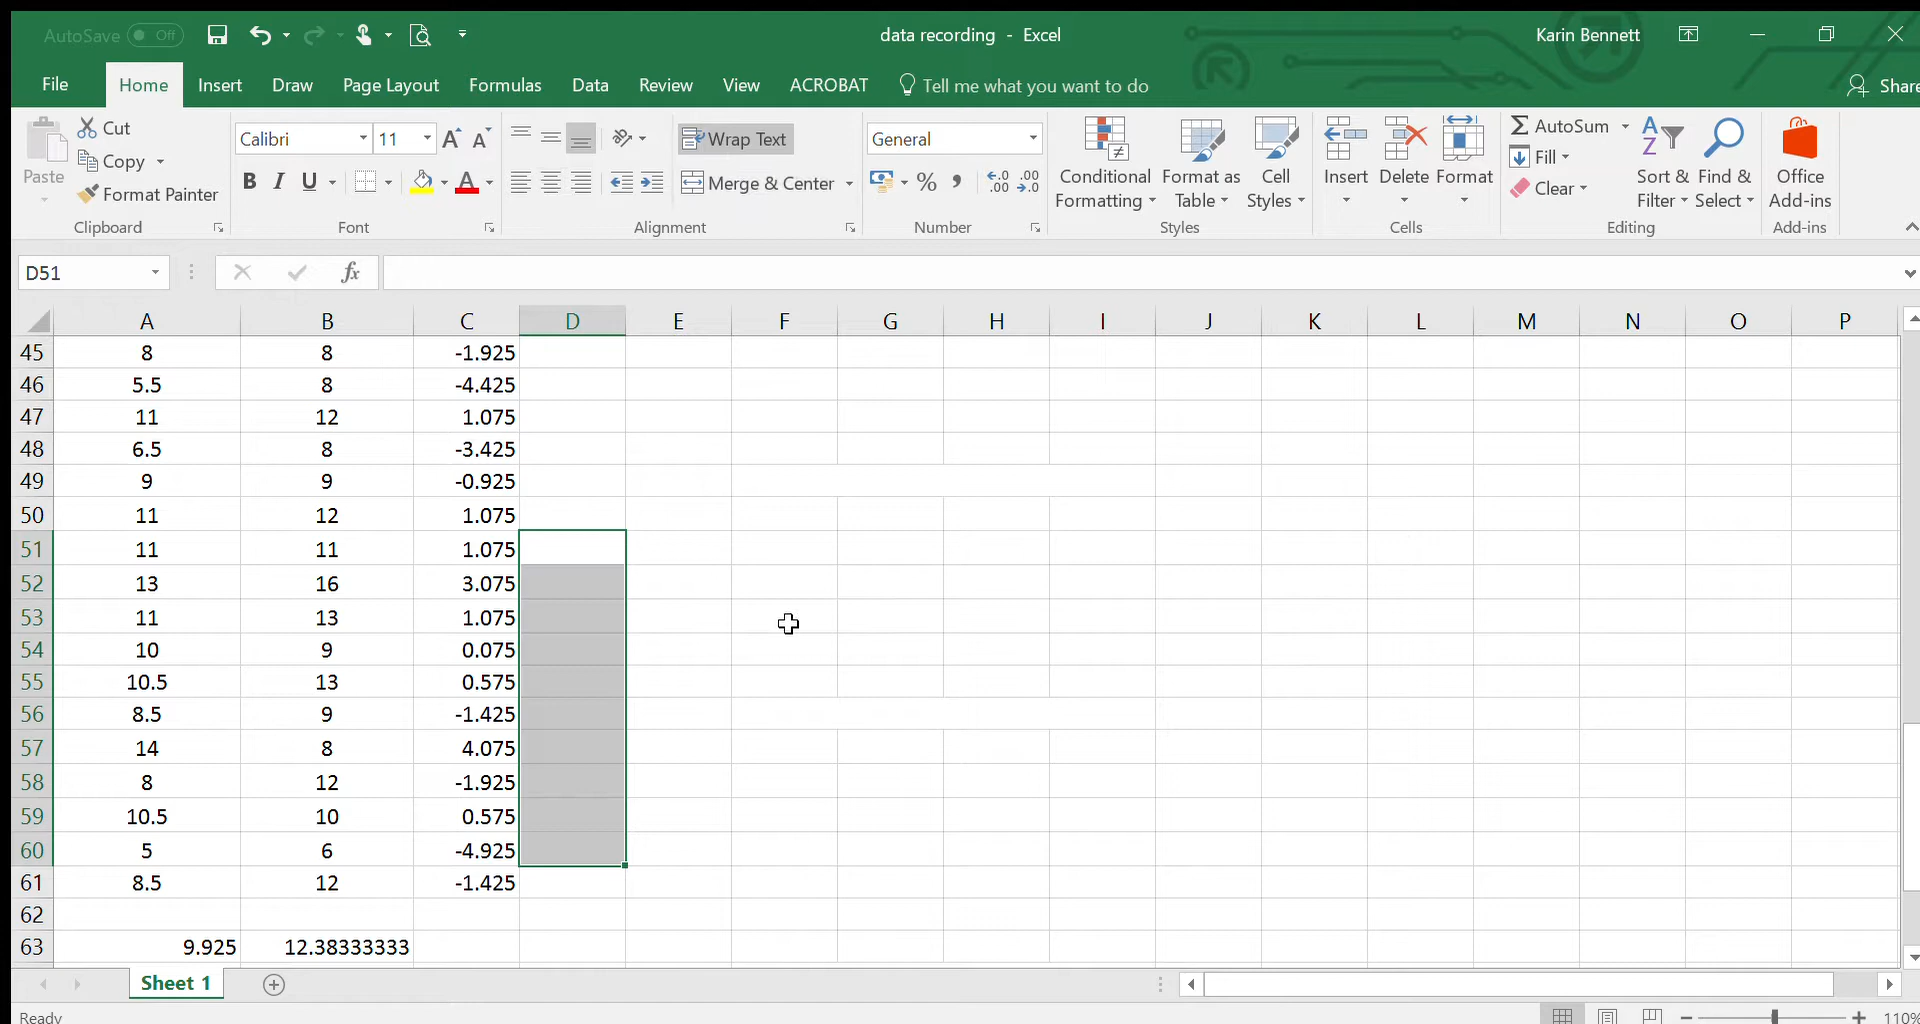 AutoSave Off data recording - Excel Karin Bennett
File Home Insert Draw Page Layout Formulas Data Review View ACROBAT Tell me what you want to do Share
Paste Cut Copy Format Painter
Calibri 11 A A
B I U A
Wrap Text
Merge & Center
General
% , .0 .00 .00 .0
Conditional Formatting Format as Table Cell Styles
Insert Delete Format
AutoSum Fill Clear
A Z Sort & Filter Find & Select
Office Add-ins
Clipboard Font Alignment Number Styles Cells Editing Add-ins
D51 fx
A B C D E F G H I J K L M N O P
45 8 8 -1.925
46 5.5 8 -4.425
47 11 12 1.075
48 6.5 8 -3.425
49 9 9 -0.925
50 11 12 1.075
51 11 11 1.075
52 13 16 3.075
53 11 13 1.075
54 10 9 0.075
55 10.5 13 0.575
56 8.5 9 -1.425
57 14 8 4.075
58 8 12 -1.925
59 10.5 10 0.575
60 5 6 -4.925
61 8.5 12 -1.425
62
63 9.925 12.38333333
Sheet 1
Ready 110%